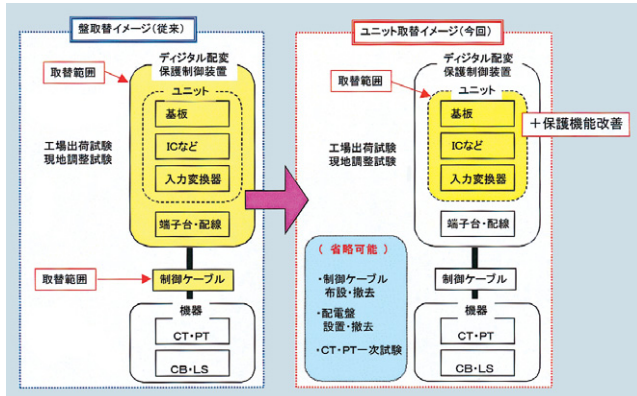 盤取替イメージ(従来)
取替範囲
ディジタル配変
保護制御装置
ユニット
基板
ICなど
入力変換器
工場出荷試験
現地調整試験
端子台・配線
取替範囲
制御ケーブル
機器
CT・PT
CB・LS
ユニット取替イメージ(今回)
取替範囲
ディジタル配変
保護制御装置
ユニット
基板
ICなど
入力変換器
+保護機能改善
工場出荷試験
現地調整試験
端子台・配線
(省略可能)
・制御ケーブル
布設・撤去
・配電盤
設置・撤去
・CT・PT一次試験
制御ケーブル
機器
CT・PT
CB・LS